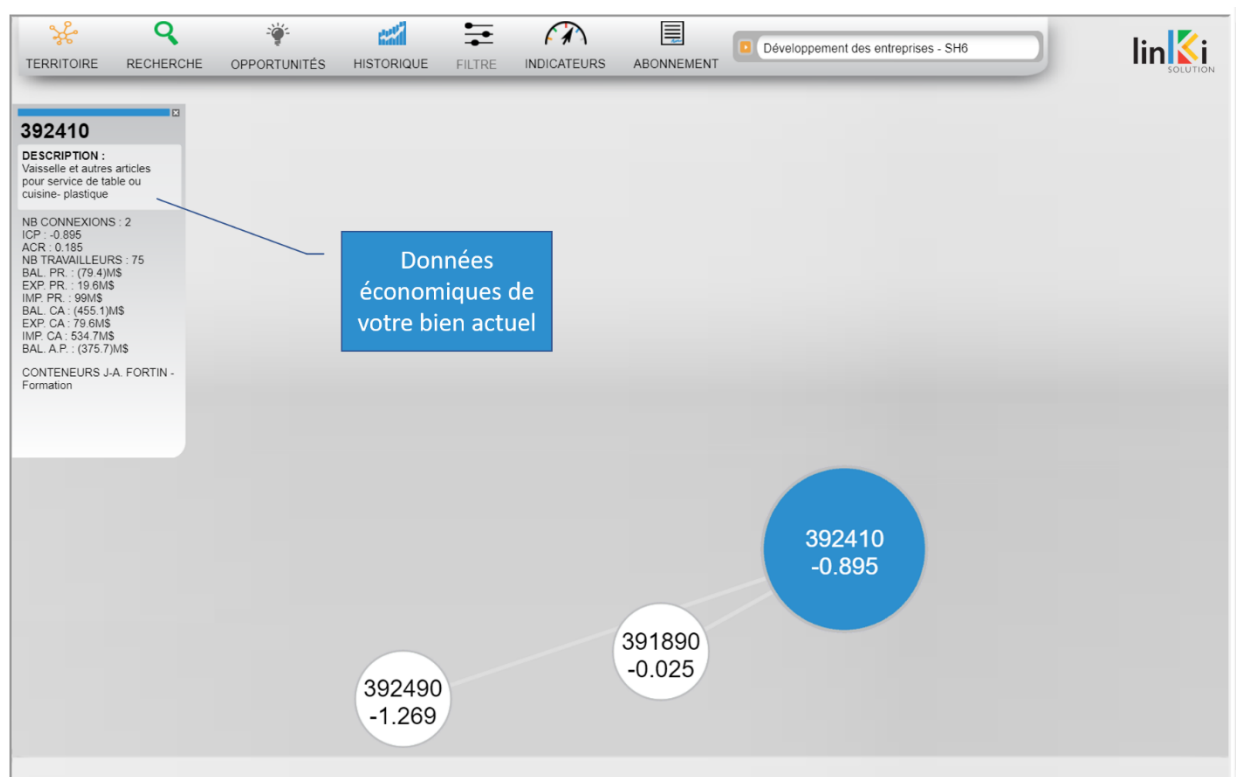 TERRITOIRE
RECHERCHE
OPPORTUNITÉS
HISTORIQUE
FILTRE
INDICATEURS
ABONNEMENT
Développement des entreprises - SH6
linKi
SOLUTION
392410
DESCRIPTION :
Vaisselle et autres articles
pour service de table ou
cuisine- plastique
NB CONNEXIONS : 2
ICP : -0.895
ACR : 0.185
NB TRAVAILLEURS : 75
BAL. PR. : (79.4)M$
EXP. PR. : 19.6M$
IMP. PR. : 99M$
BAL. CA : (455.1)M$
EXP. CA : 79.6M$
IMP. CA : 534.7M$
BAL. A.P. : (375.7)M$
CONTENEURS J-A. FORTIN -
Formation
Données
économiques de
votre bien actuel
392410
-0.895
391890
-0.025
392490
-1.269